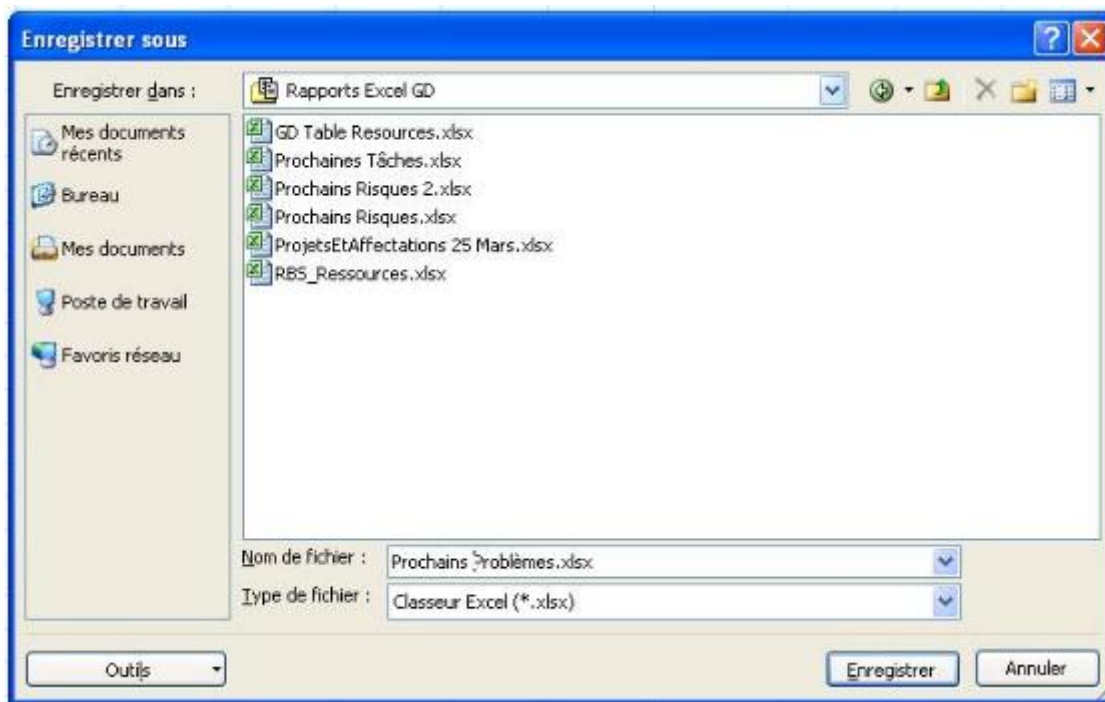 Enregistrer sous
Enregistrer dans :
Rapports Excel GD
Mes documents
récents
Bureau
Mes documents
Poste de travail
Favoris réseau
GD Table Resources.xlsx
Prochaines Tâches.xlsx
Prochains Risques 2.xlsx
Prochains Risques.xlsx
ProjetsEtAffectations 25 Mars.xlsx
RBS_Ressources.xlsx
Nom de fichier :
Prochains Problèmes.xlsx
Type de fichier :
Classeur Excel (*.xlsx)
Outils
Enregistrer
Annuler